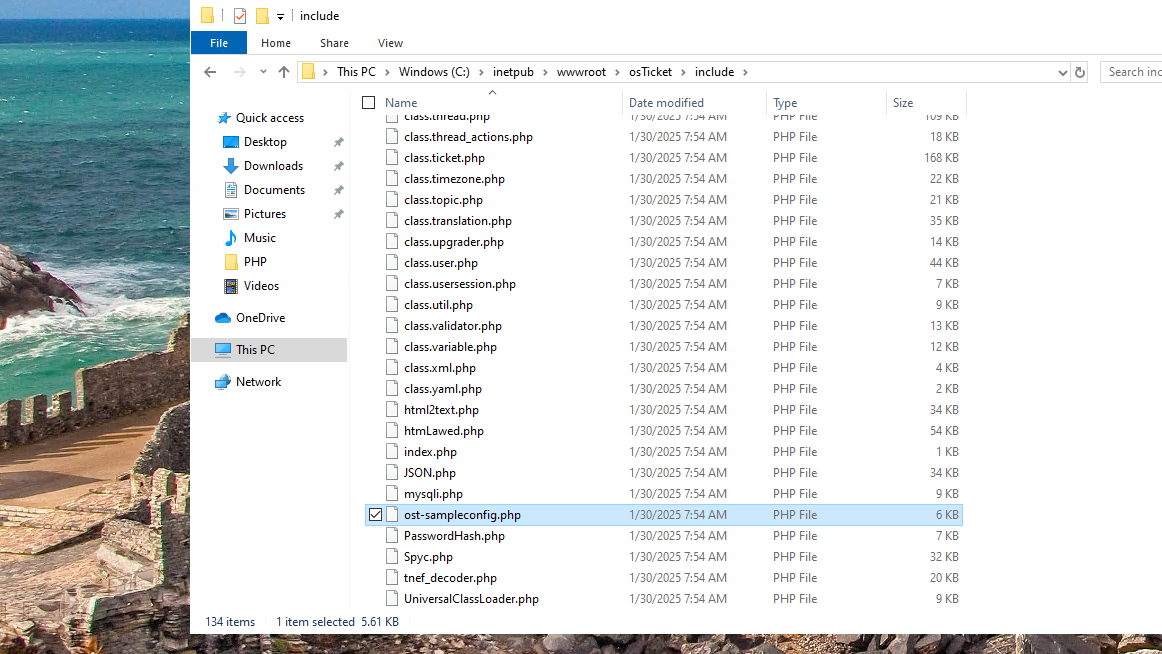 include
File Home Share View
This PC Windows (C:) inetpub wwwroot osTicket include
Search inc
Name Date modified Type Size
class.thread.php 1/30/2025 7:54 AM PHP File 109 KB
class.thread_actions.php 1/30/2025 7:54 AM PHP File 18 KB
class.ticket.php 1/30/2025 7:54 AM PHP File 168 KB
class.timezone.php 1/30/2025 7:54 AM PHP File 22 KB
class.topic.php 1/30/2025 7:54 AM PHP File 21 KB
class.translation.php 1/30/2025 7:54 AM PHP File 35 KB
class.upgrader.php 1/30/2025 7:54 AM PHP File 14 KB
class.user.php 1/30/2025 7:54 AM PHP File 44 KB
class.usersession.php 1/30/2025 7:54 AM PHP File 7 KB
class.util.php 1/30/2025 7:54 AM PHP File 9 KB
class.validator.php 1/30/2025 7:54 AM PHP File 13 KB
class.variable.php 1/30/2025 7:54 AM PHP File 12 KB
class.xml.php 1/30/2025 7:54 AM PHP File 4 KB
class.yaml.php 1/30/2025 7:54 AM PHP File 2 KB
html2text.php 1/30/2025 7:54 AM PHP File 34 KB
htmLawed.php 1/30/2025 7:54 AM PHP File 54 KB
index.php 1/30/2025 7:54 AM PHP File 1 KB
JSON.php 1/30/2025 7:54 AM PHP File 34 KB
mysqli.php 1/30/2025 7:54 AM PHP File 9 KB
ost-sampleconfig.php 1/30/2025 7:54 AM PHP File 6 KB
PasswordHash.php 1/30/2025 7:54 AM PHP File 7 KB
Spyc.php 1/30/2025 7:54 AM PHP File 32 KB
tnef_decoder.php 1/30/2025 7:54 AM PHP File 20 KB
UniversalClassLoader.php 1/30/2025 7:54 AM PHP File 9 KB
Quick access
Desktop
Downloads
Documents
Pictures
Music
PHP
Videos
OneDrive
This PC
Network
134 items 1 item selected 5.61 KB